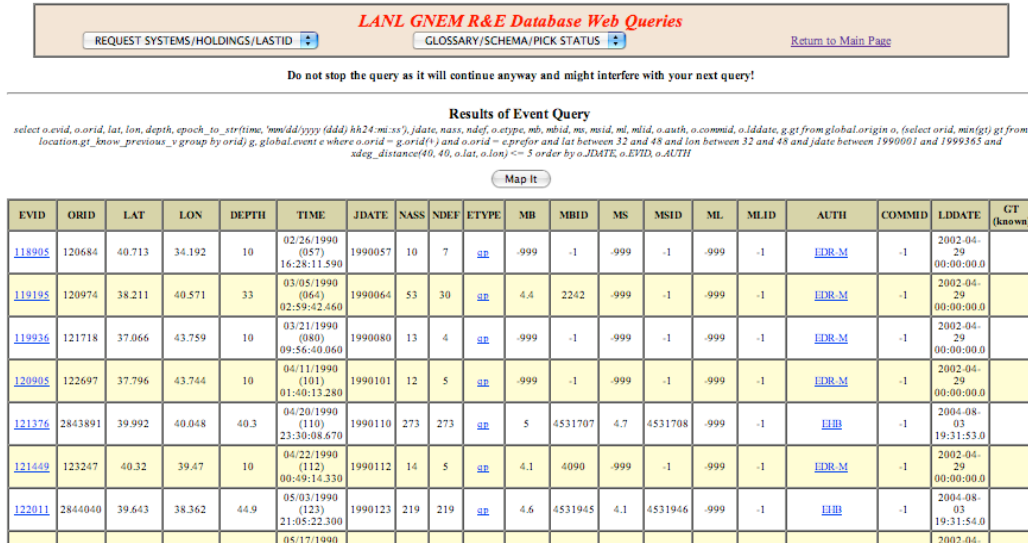 LANL GNEM R&E Database Web Queries
REQUEST SYSTEMS/HOLDINGS/LASTID GLOSSARY/SCHEMA/PICK STATUS Return to Main Page
Do not stop the query as it will continue anyway and might interfere with your next query!
Results of Event Query
select o.evid, o.orid, lat, lon, depth, epoch_to_str(time, 'mm/dd/yyyy (ddd) hh24:mi:ss'), jdate, nass, ndef, o.etype, mb, mbid, ms, msid, ml, mlid, o.auth, o.commid, o.lddate, g.gt from global.origin o, (select orid, min(gt) gt from
location.gt_know_previous_v group by orid) g, global.event e where o.orid = g.orid(+) and o.orid = e.prefor and lat between 32 and 48 and lon between 32 and 48 and jdate between 1990001 and 1999365 and
xdeg_distance(40, 40, o.lat, o.lon) <= 5 order by o.JDATE, o.EVID, o.AUTH
Map It
EVID ORID LAT LON DEPTH TIME JDATE NASS NDEF ETYPE MB MBID MS MSID ML MLID AUTH COMMID LDDATE GT
(known)
02/26/1990 2002-04-
118905 120684 40.713 34.192 10 (057) 1990057 10 7 qp -999 -1 -999 -1 -999 -1 EDR-M -1 29
16:28:11.590 00:00:00.0
03/05/1990 2002-04-
119195 120974 38.211 40.571 33 (064) 1990064 53 30 qp 4.4 2242 -999 -1 -999 -1 EDR-M -1 29
02:59:42.460 00:00:00.0
03/21/1990 2002-04-
119936 121718 37.066 43.759 10 (080) 1990080 13 4 qp -999 -1 -999 -1 -999 -1 EDR-M -1 29
09:56:40.060 00:00:00.0
04/11/1990 2002-04-
120905 122697 37.796 43.744 10 (101) 1990101 12 5 qp -999 -1 -999 -1 -999 -1 EDR-M -1 29
01:40:13.280 00:00:00.0
04/20/1990 2004-08-
121376 2843891 39.992 40.048 40.3 (110) 1990110 273 273 qp 5 4531707 4.7 4531708 -999 -1 EHB -1 03
23:30:08.670 19:31:53.0
04/22/1990 2002-04-
121449 123247 40.32 39.47 10 (112) 1990112 14 5 qp 4.1 4090 -999 -1 -999 -1 EDR-M -1 29
00:49:14.330 00:00:00.0
05/03/1990 2004-08-
122011 2844040 39.643 38.362 44.9 (123) 1990123 219 219 qp 4.6 4531945 4.1 4531946 -999 -1 EHB -1 03
21:05:22.300 19:31:54.0
05/17/1990 2002-04-